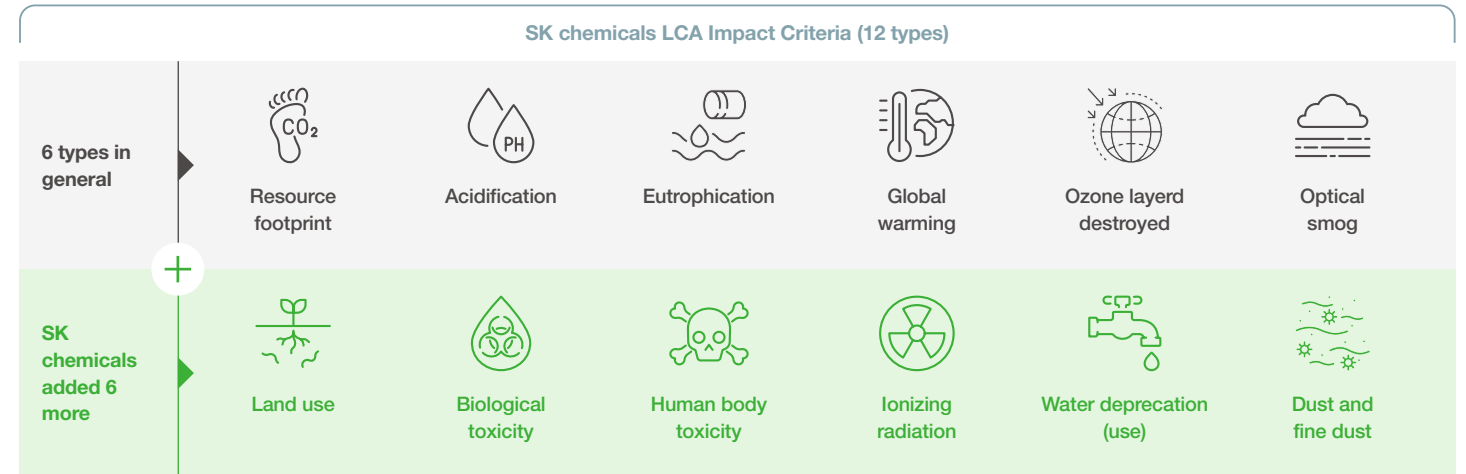 SK chemicals LCA Impact Criteria (12 types)
6 types in
general
CO2
Resource
footprint
PH
Acidification
Eutrophication
Global
warming
Ozone layerd
destroyed
Optical
smog
SK
chemicals
added 6
more
Land use
Biological
toxicity
Human body
toxicity
Ionizing
radiation
Water deprecation
(use)
Dust and
fine dust